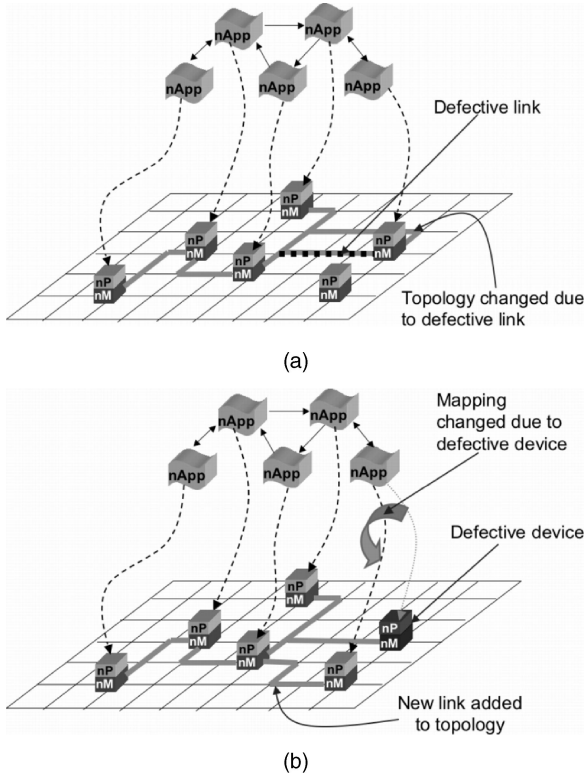 nApp
nApp
nApp
nApp
nApp
Defective link
nP
nM
nP
nM
nP
nM
nP
nM
nP
nM
nP
nM
Topology changed due
to defective link
(a)
Mapping
changed due to
defective device
nApp
nApp
nApp
nApp
nApp
Defective device
nP
nM
nP
nM
nP
nM
nP
nM
nP
nM
nP
nM
New link added
to topology
(b)